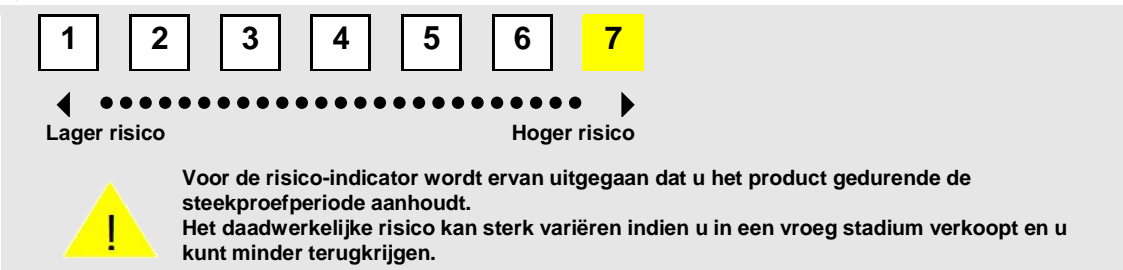 1 2 3 4 5 6 7
Lager risico Hoger risico
!
Voor de risico-indicator wordt ervan uitgegaan dat u het product gedurende de
steekproefperiode aanhoudt.
Het daadwerkelijke risico kan sterk variëren indien u in een vroeg stadium verkoopt en u
kunt minder terugkrijgen.